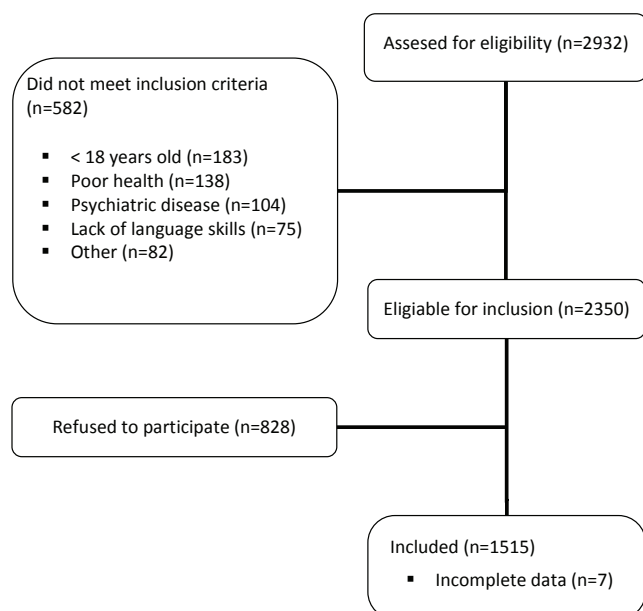 Assesed for eligibility (n=2932)
Did not meet inclusion criteria
(n=582)
▪ < 18 years old (n=183)
▪ Poor health (n=138)
▪ Psychiatric disease (n=104)
▪ Lack of language skills (n=75)
▪ Other (n=82)
Eligiable for inclusion (n=2350)
Refused to participate (n=828)
Included (n=1515)
▪ Incomplete data (n=7)